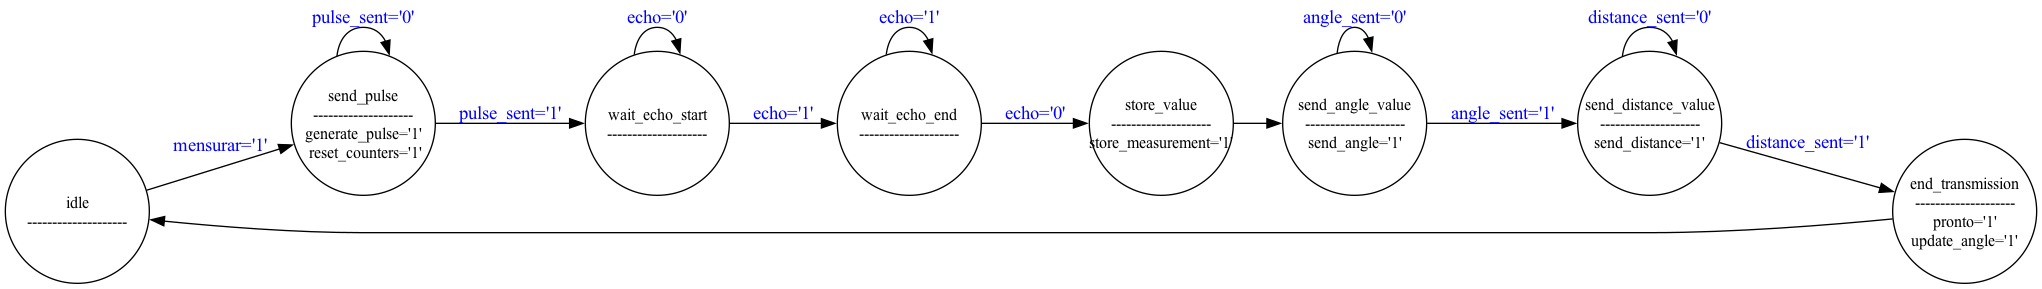 idle
--------------------
mensurar='1'
pulse_sent='0'
send_pulse
--------------------
generate_pulse='1'
reset_counters='1'
pulse_sent='1'
echo='0'
wait_echo_start
--------------------
echo='1'
echo='1'
wait_echo_end
--------------------
echo='0'
store_value
--------------------
store_measurement='1'
angle_sent='0'
send_angle_value
--------------------
send_angle='1'
angle_sent='1'
distance_sent='0'
send_distance_value
--------------------
send_distance='1'
distance_sent='1'
end_transmission
--------------------
pronto='1'
update_angle='1'